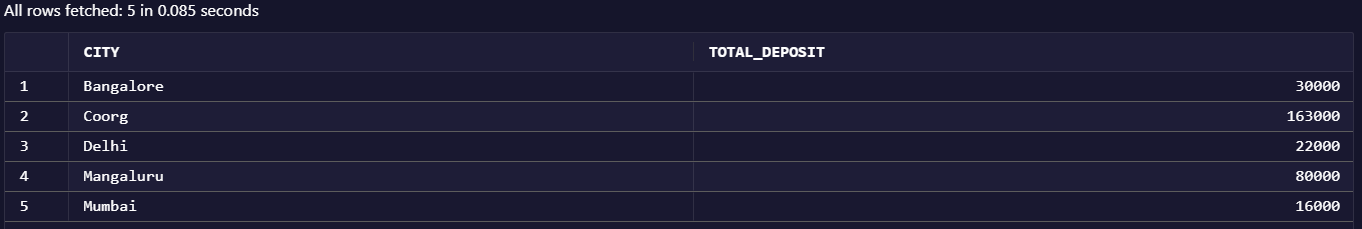 All rows fetched: 5 in 0.085 seconds
CITY TOTAL_DEPOSIT
1 Bangalore 30000
2 Coorg 163000
3 Delhi 22000
4 Mangaluru 80000
5 Mumbai 16000